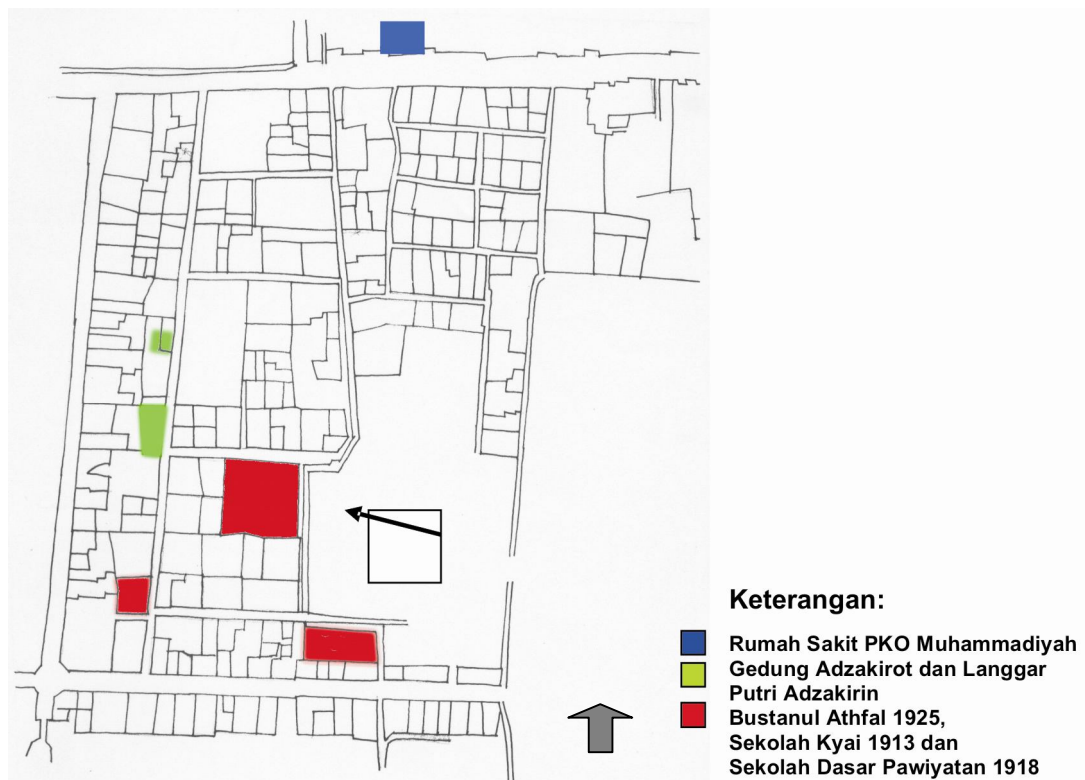 Keterangan:
Rumah Sakit PKO Muhammadiyah
Gedung Adzakirot dan Langgar
Putri Adzakirin
Bustanul Athfal 1925,
Sekolah Kyai 1913 dan
Sekolah Dasar Pawiyatan 1918